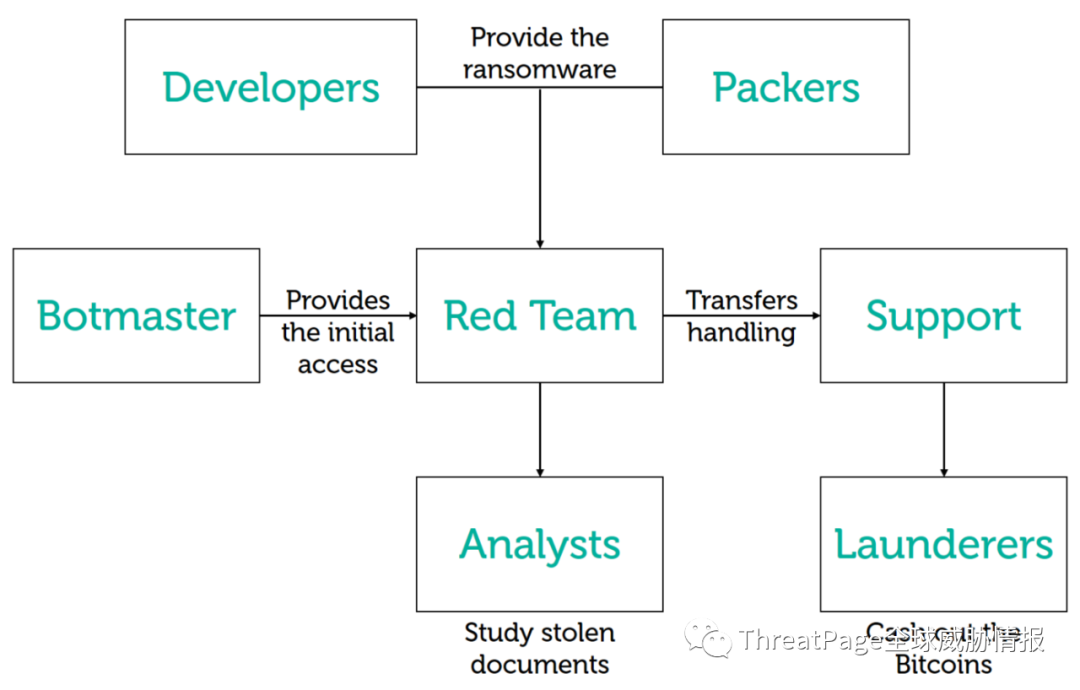 Developers
Provide the
ransomware
Packers
Botmaster
Provides
the initial
access
Red Team
Transfers
handling
Support
Analysts
Launderers
Study stolen
documents
Cash out the
Bitcoins
ThreatPage全球威胁情报